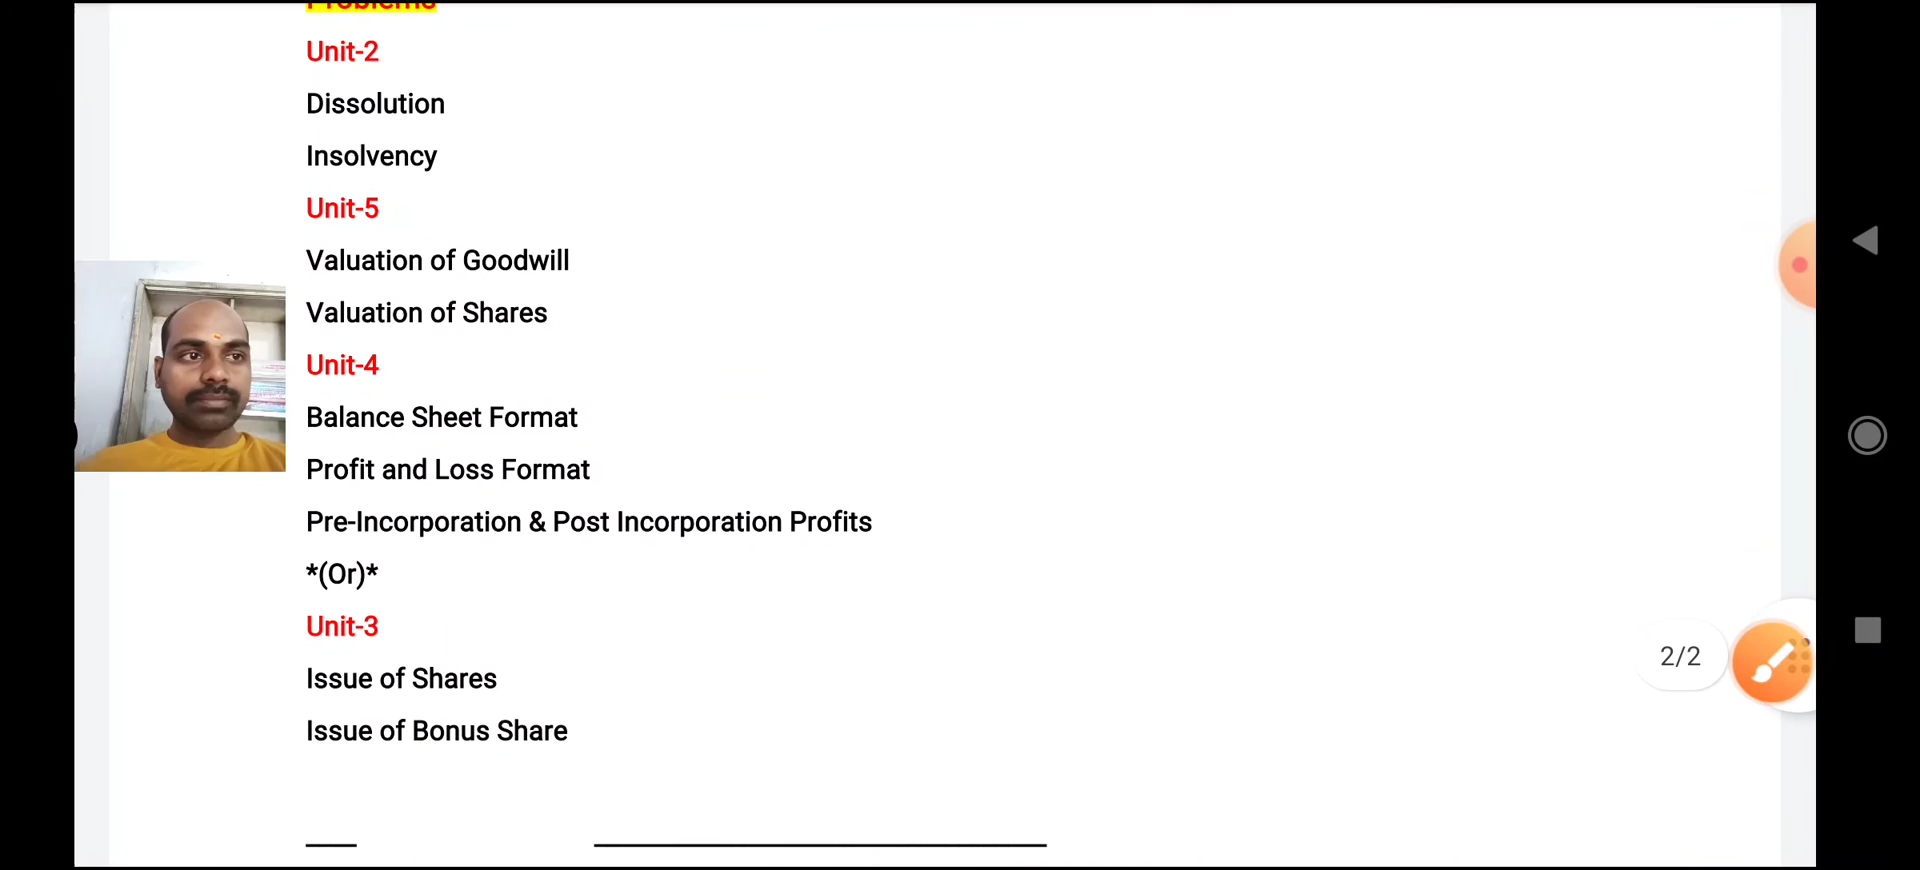 Problems
Unit-2
Dissolution
Insolvency
Unit-5
Valuation of Goodwill
Valuation of Shares
Unit-4
Balance Sheet Format
Profit and Loss Format
Pre-Incorporation & Post Incorporation Profits
*(Or)*
Unit-3
Issue of Shares
Issue of Bonus Share
2/2